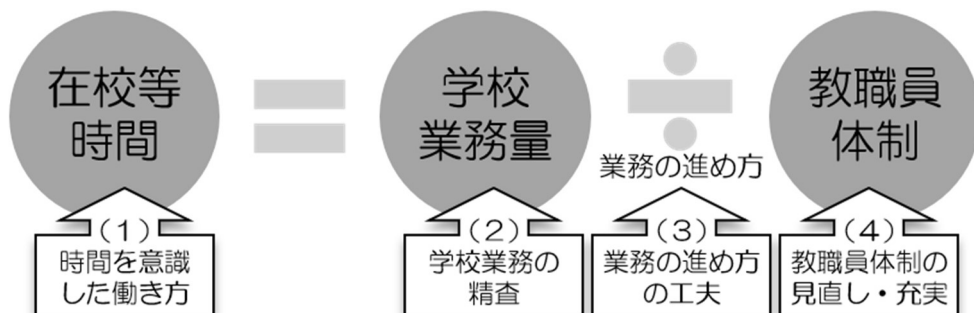 在校等
時間
学校
業務量
÷
業務の進め方
教職員
体制
(1)
時間を意識
した働き方
(2)
学校業務の
精査
(3)
業務の進め方
の工夫
(4)
教職員体制の
見直し・充実